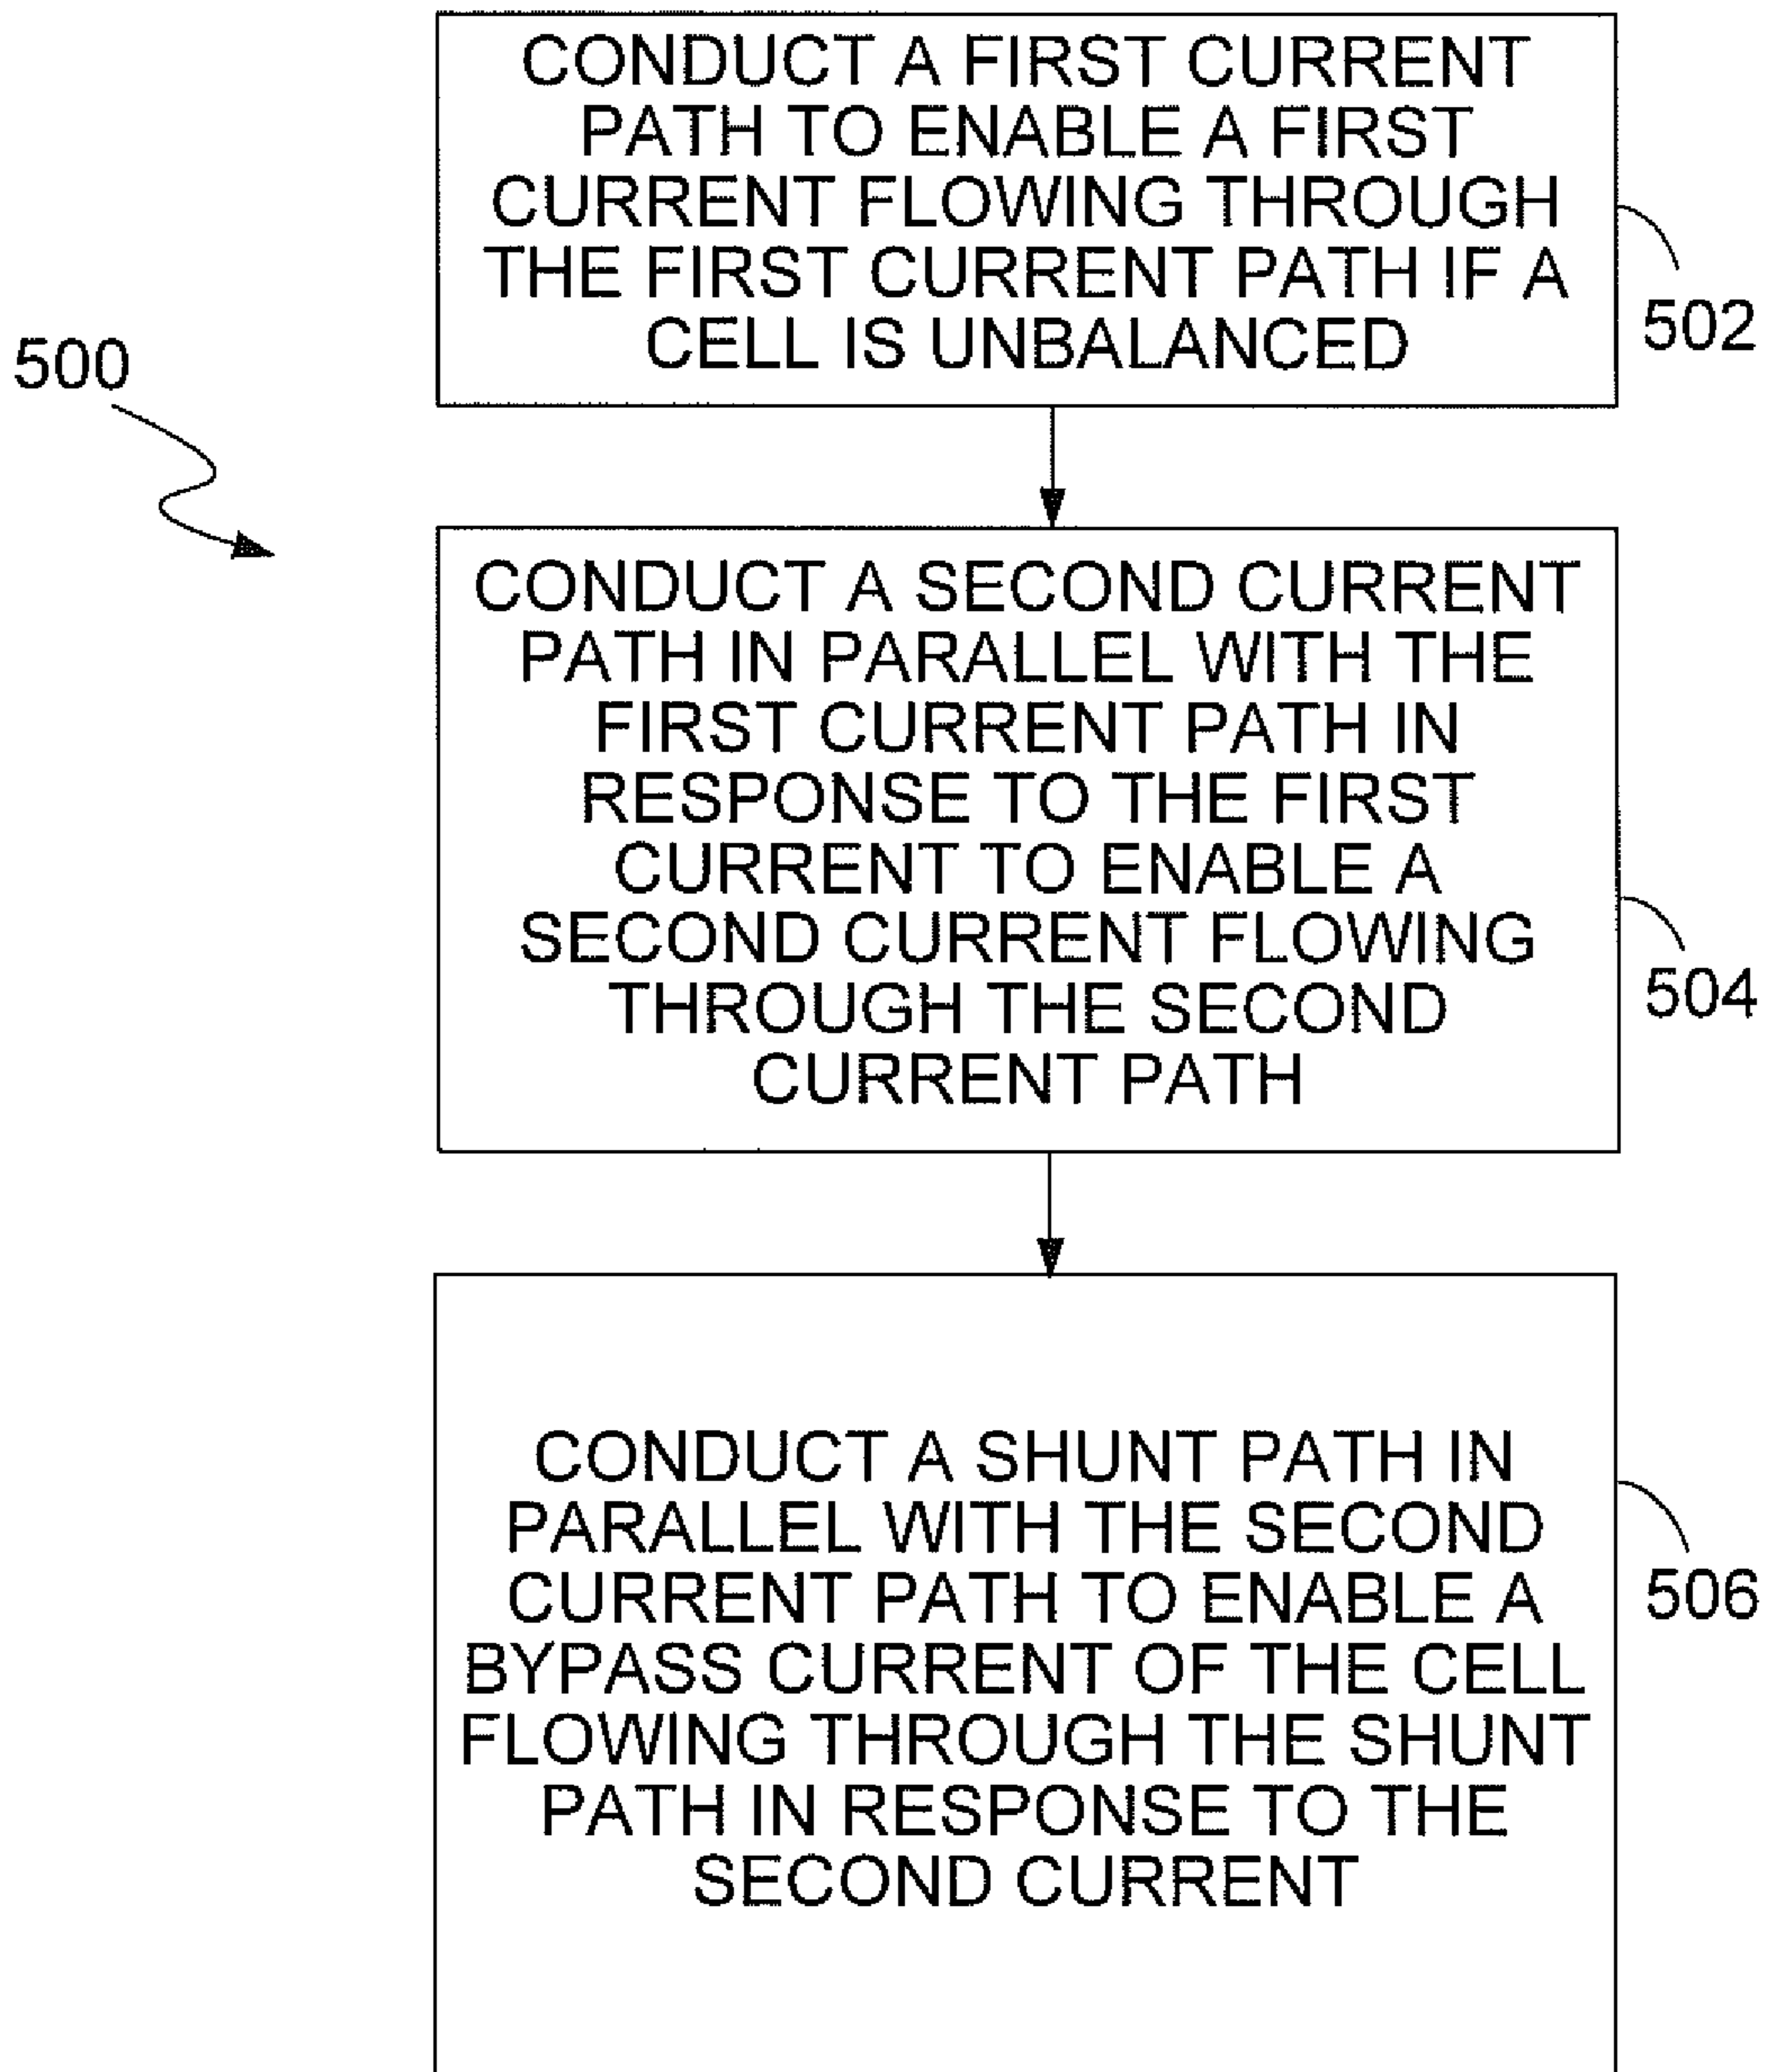 CONDUCT A FIRST CURRENT
PATH TO ENABLE A FIRST
CURRENT FLOWING THROUGH
THE FIRST CURRENT PATH IF A
CELL IS UNBALANCED
502
500
CONDUCT A SECOND CURRENT
PATH IN PARALLEL WITH THE
FIRST CURRENT PATH IN
RESPONSE TO THE FIRST
CURRENT TO ENABLE A
SECOND CURRENT FLOWING
THROUGH THE SECOND
CURRENT PATH
504
CONDUCT A SHUNT PATH IN
PARALLEL WITH THE SECOND
CURRENT PATH TO ENABLE A
BYPASS CURRENT OF THE CELL
FLOWING THROUGH THE SHUNT
PATH IN RESPONSE TO THE
SECOND CURRENT
506